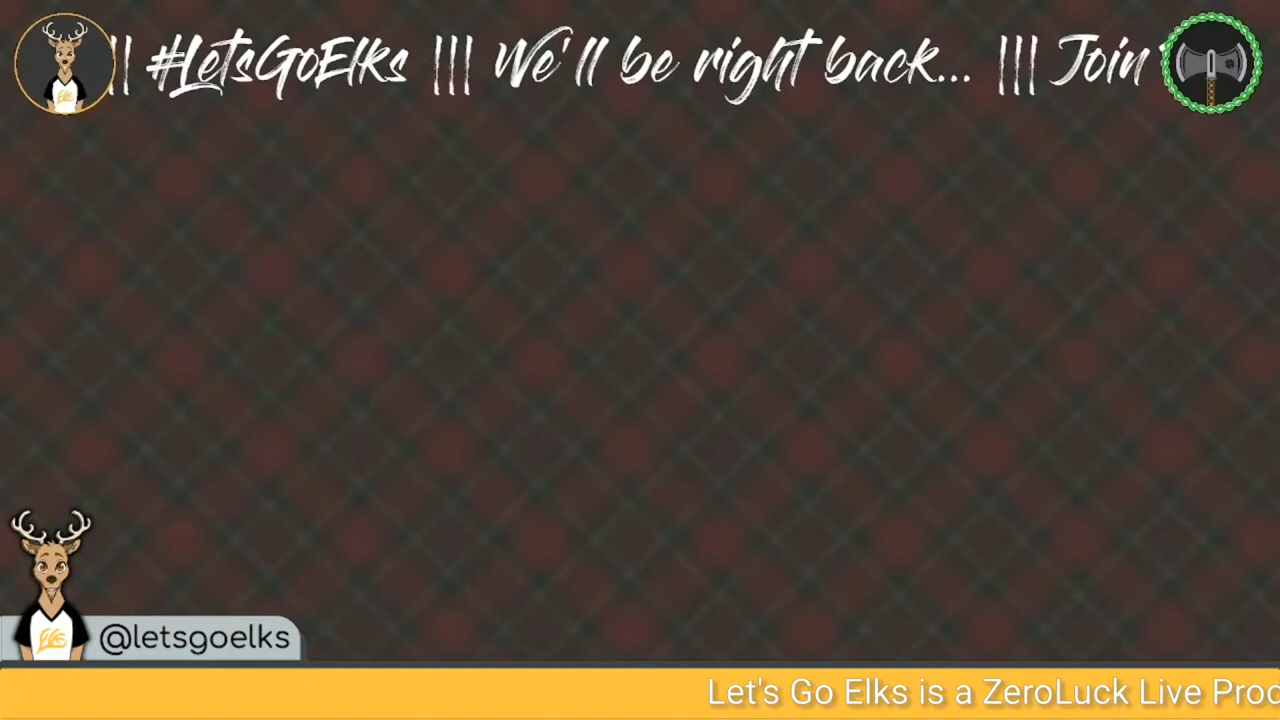 || #LetsGoElks ||| We'll be right back... ||| Join
@letsgoelks
Let's Go Elks is a ZeroLuck Live